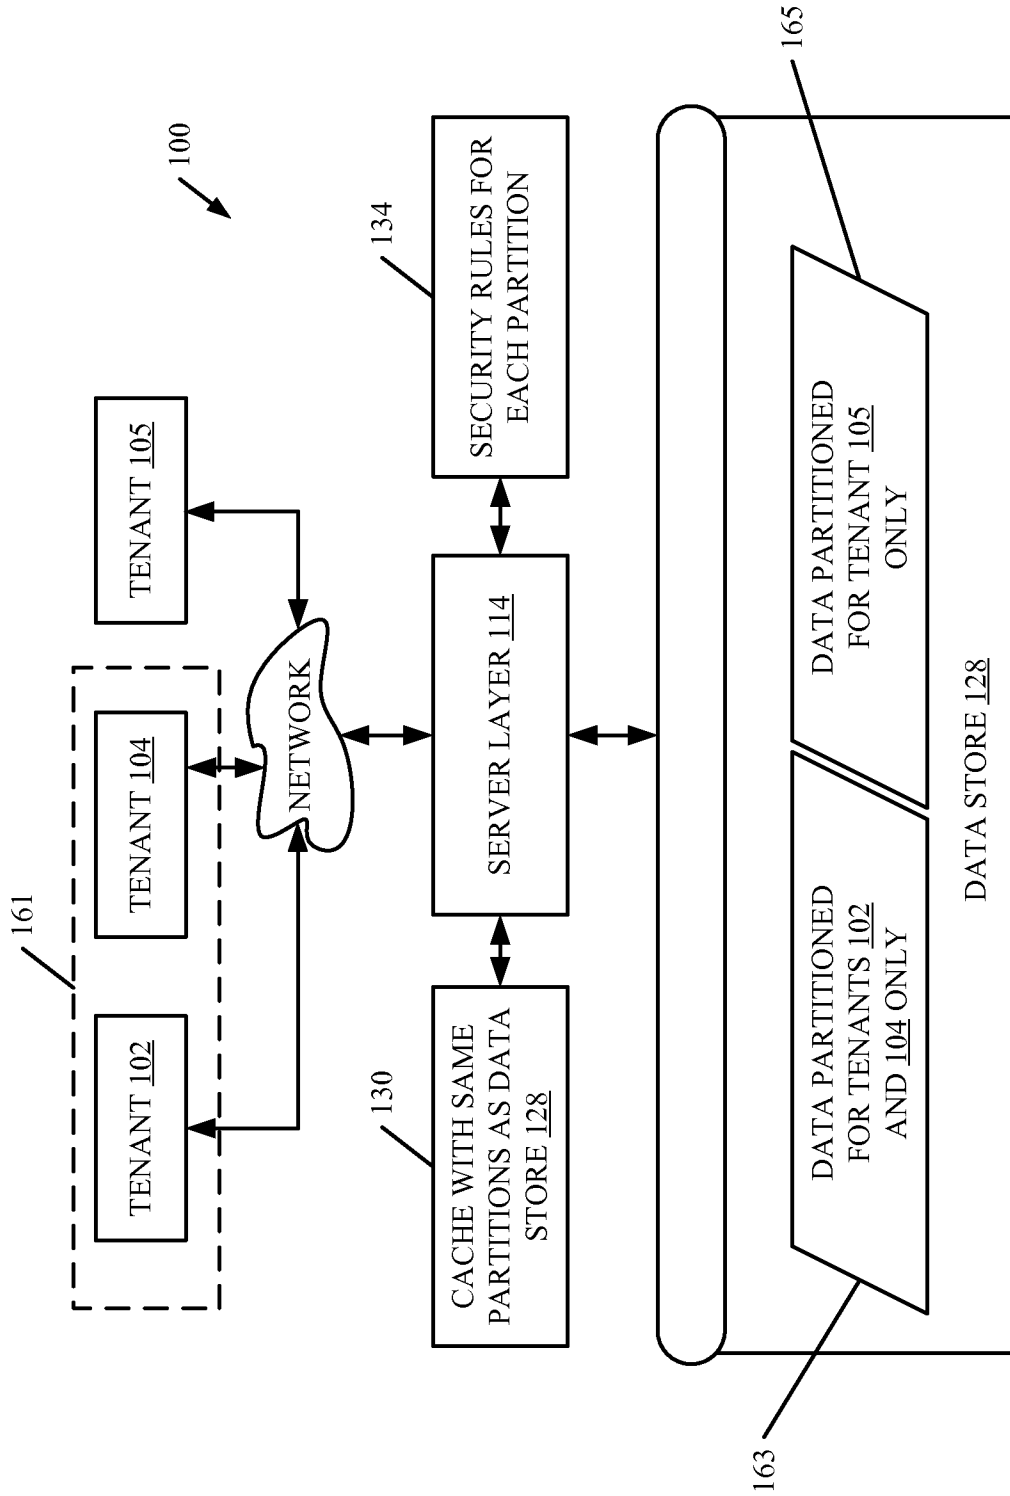 100
161
TENANT 102
TENANT 104
TENANT 105
NETWORK
130
134
CACHE WITH SAME
PARTITIONS AS DATA
STORE 128
SERVER LAYER 114
SECURITY RULES FOR
EACH PARTITION
163
165
DATA PARTITIONED
FOR TENANTS 102
AND 104 ONLY
DATA PARTITIONED
FOR TENANT 105
ONLY
DATA STORE 128